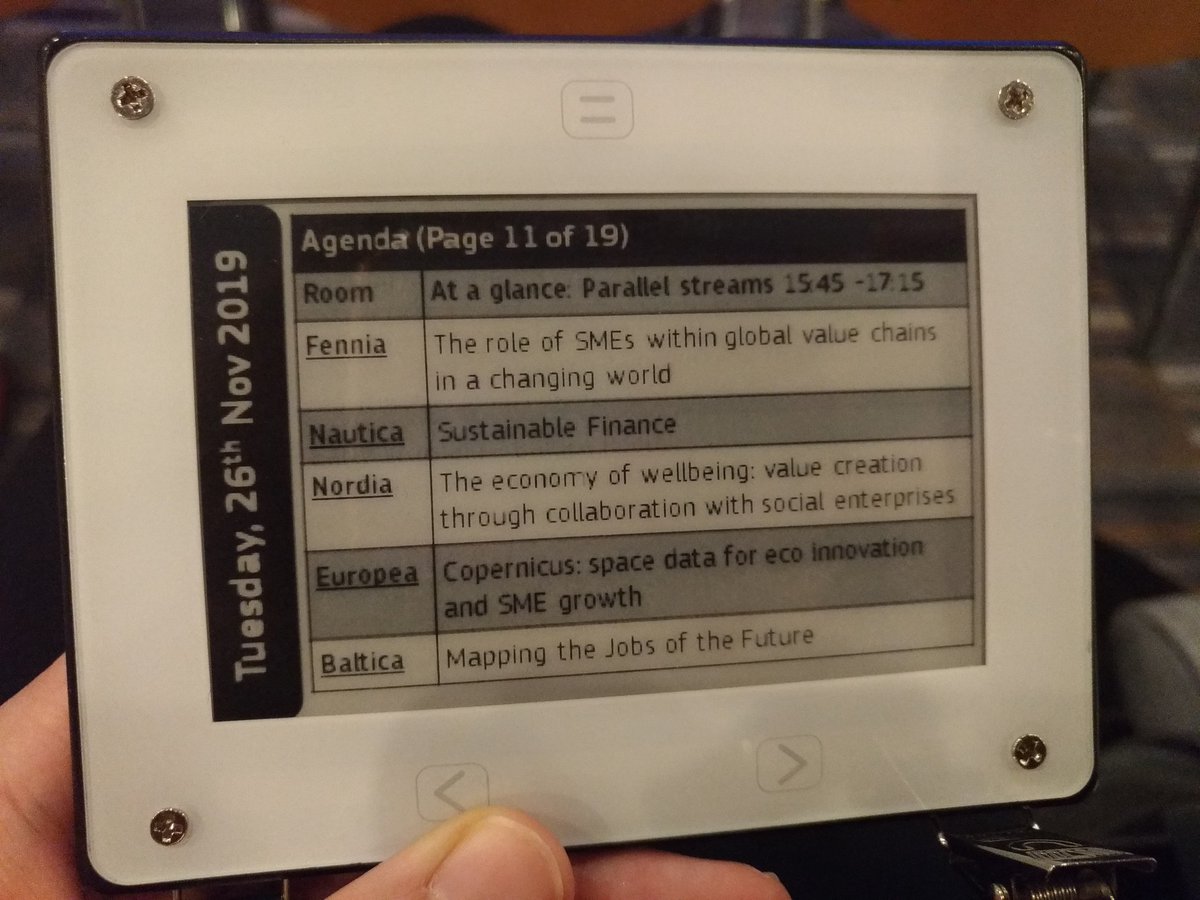 Tuesday, 26th Nov 2019
Agenda (Page 11 of 19)
Room At a glance: Parallel streams 15:45 -17:15
Fennia The role of SMEs within global value chains
in a changing world
Nautica Sustainable Finance
Nordia The economy of wellbeing: value creation
through collaboration with social enterprises
Europea Copernicus: space data for eco innovation
and SME growth
Baltica Mapping the Jobs of the Future